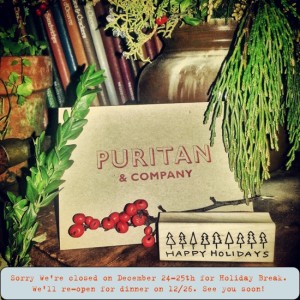 PURITAN
& COMPANY
HAPPY HOLIDAYS
Sorry We're closed on December 24-25th for Holiday Break.
We'll re-open for dinner on 12/26. See you soon!